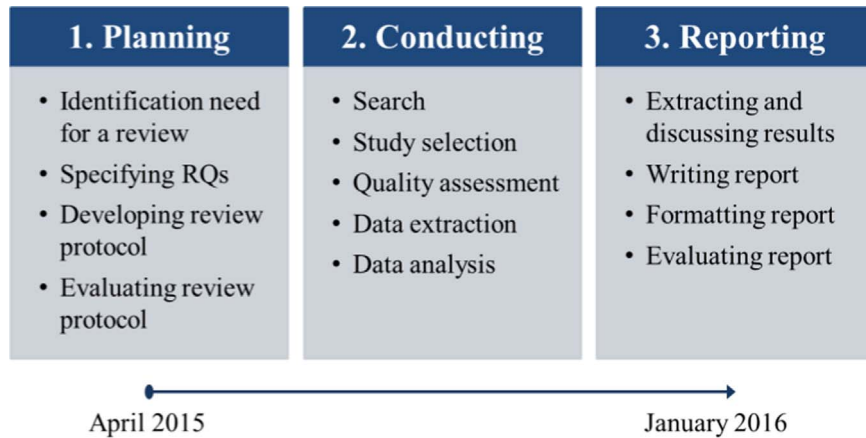 1. Planning
• Identification need
for a review
• Specifying RQs
• Developing review
protocol
• Evaluating review
protocol
2. Conducting
• Search
• Study selection
• Quality assessment
• Data extraction
• Data analysis
3. Reporting
• Extracting and
discussing results
• Writing report
• Formatting report
• Evaluating report
April 2015
January 2016